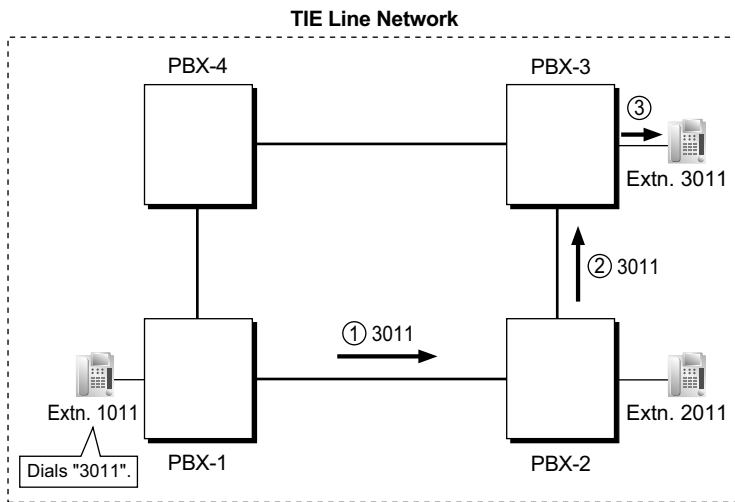 TIE Line Network
PBX-4
PBX-3
③
Extn. 3011
② 3011
① 3011
Extn. 1011
Extn. 2011
Dials "3011".
PBX-1
PBX-2